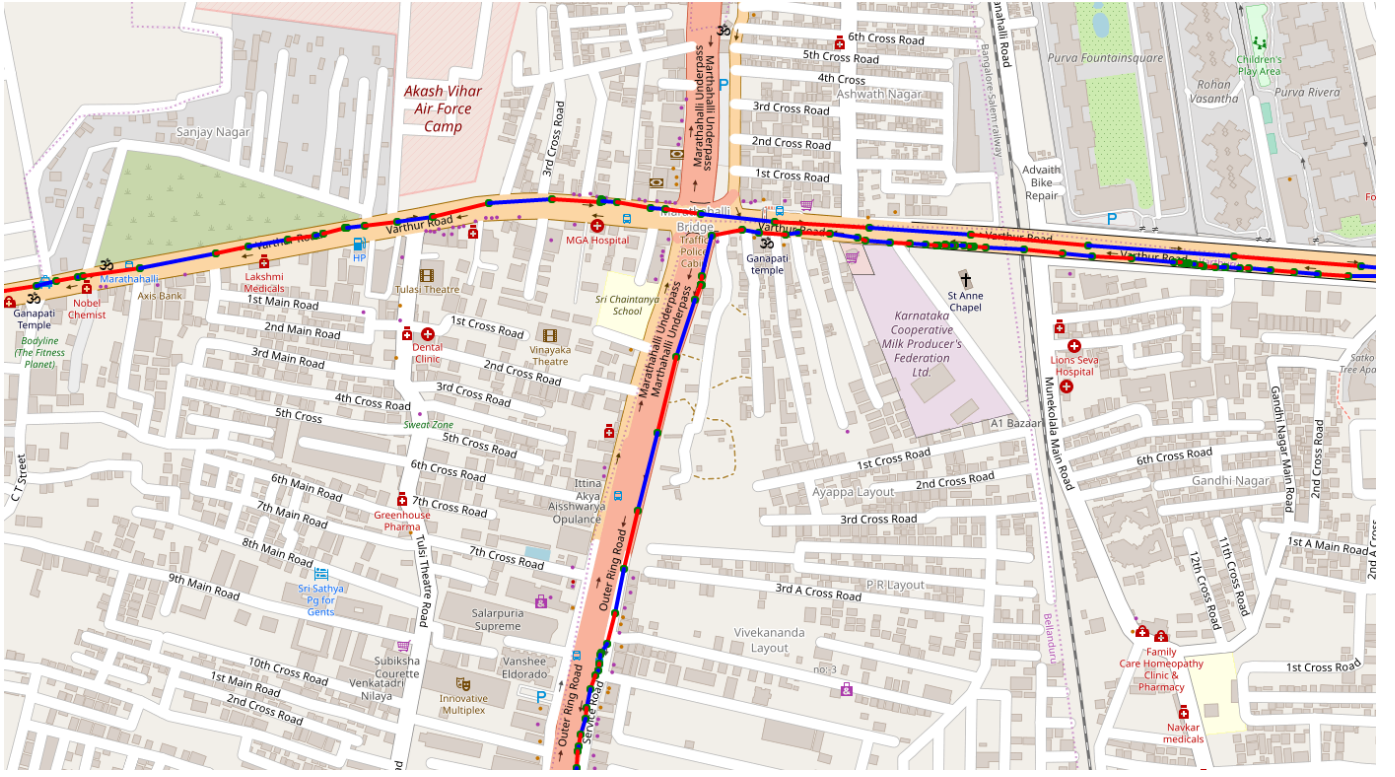 6th Cross Road
5th Cross Road
4th Cross
Ashwath Nagar
3rd Cross Road
2nd Cross Road
1st Cross Road
Purva Fountainsquare
Children's
Play Area
Rohan
Vasantha
Purva Rivera
Bangalore-Salem railway
Akash Vihar
Air Force
Camp
Sanjay Nagar
3rd Cross Road
Marathahalli Underpass
Marthahalli Underpass
P
Advaith
Bike
Repair
P
Marathahalli
Bridge
Traffic
Police
Varthur Road
Varthur Road
Varthur Road
Varthur Road
HP
MGA Hospital
Ganapati
temple
Marathahalli
Lakshmi
Medicals
Axis Bank
Nobel
Chemist
Ganapati
Temple
Bodyline
(The Fitness
Planet)
Tulasi Theatre
1st Main Road
2nd Main Road
3rd Main Road
4th Cross Road
5th Cross
Dental
Clinic
1st Cross Road
Vinayaka
Theatre
2nd Cross Road
3rd Cross Road
Sri Chaintanya
School
Marathahalli Underpass
Marthahalli Underpass
St Anne
Chapel
Karnataka
Cooperative
Milk Producer's
Federation
Ltd.
A1 Bazaar
Lions Seva
Hospital
Munekolala Main Road
Gandhi Nagar Main Road
2nd Cross Road
Sweat Zone
5th Cross Road
6th Cross Road
7th Cross Road
7th Cross Road
C T Street
6th Main Road
7th Main Road
8th Main Road
9th Main Road
Greenhouse
Pharma
Tulsi Theatre Road
Ittina
Akya
Aisshwarya
Opulance
1st Cross Road
2nd Cross Road
Ayappa Layout
3rd Cross Road
6th Cross Road
Gandhi-Nagar
1st A Main Road
11th Cross Road
12th Cross Road
Sri Sathya
Pg for
Gents
Salarpuria
Supreme
Outer Ring Road
P R Layout
3rd A Cross Road
Vivekananda
Layout
no:-3
Bellanduru
Family
Care Homeopathy
Clinic &
Pharmacy
1st Cross Road
Navkar
medicals
10th Cross Road
1st Main Road
2nd Cross Road
Subiksha
Courette
Venkatadri
Nilaya
Innovative
Multiplex
Vanshee
Eldorado
P
Outer Ring Road
Service Road